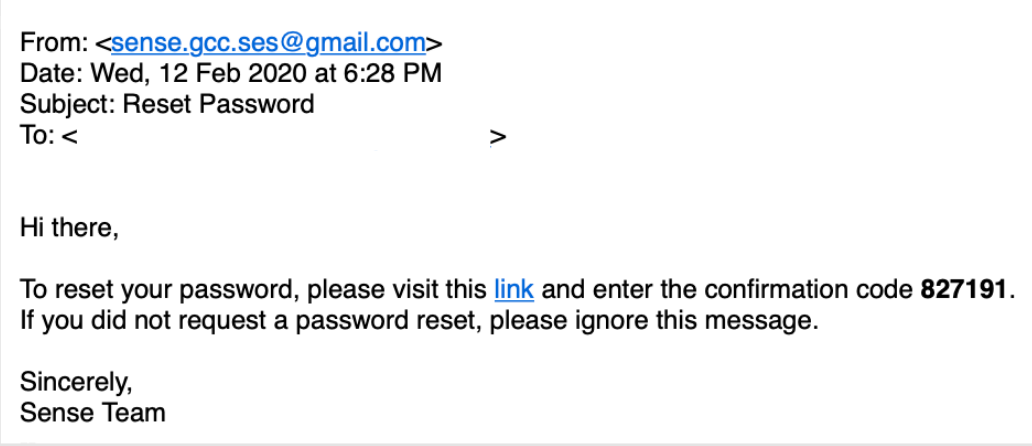 From: <sense.gcc.ses@gmail.com>
Date: Wed, 12 Feb 2020 at 6:28 PM
Subject: Reset Password
To: < >
Hi there,
To reset your password, please visit this link and enter the confirmation code 827191.
If you did not request a password reset, please ignore this message.
Sincerely,
Sense Team